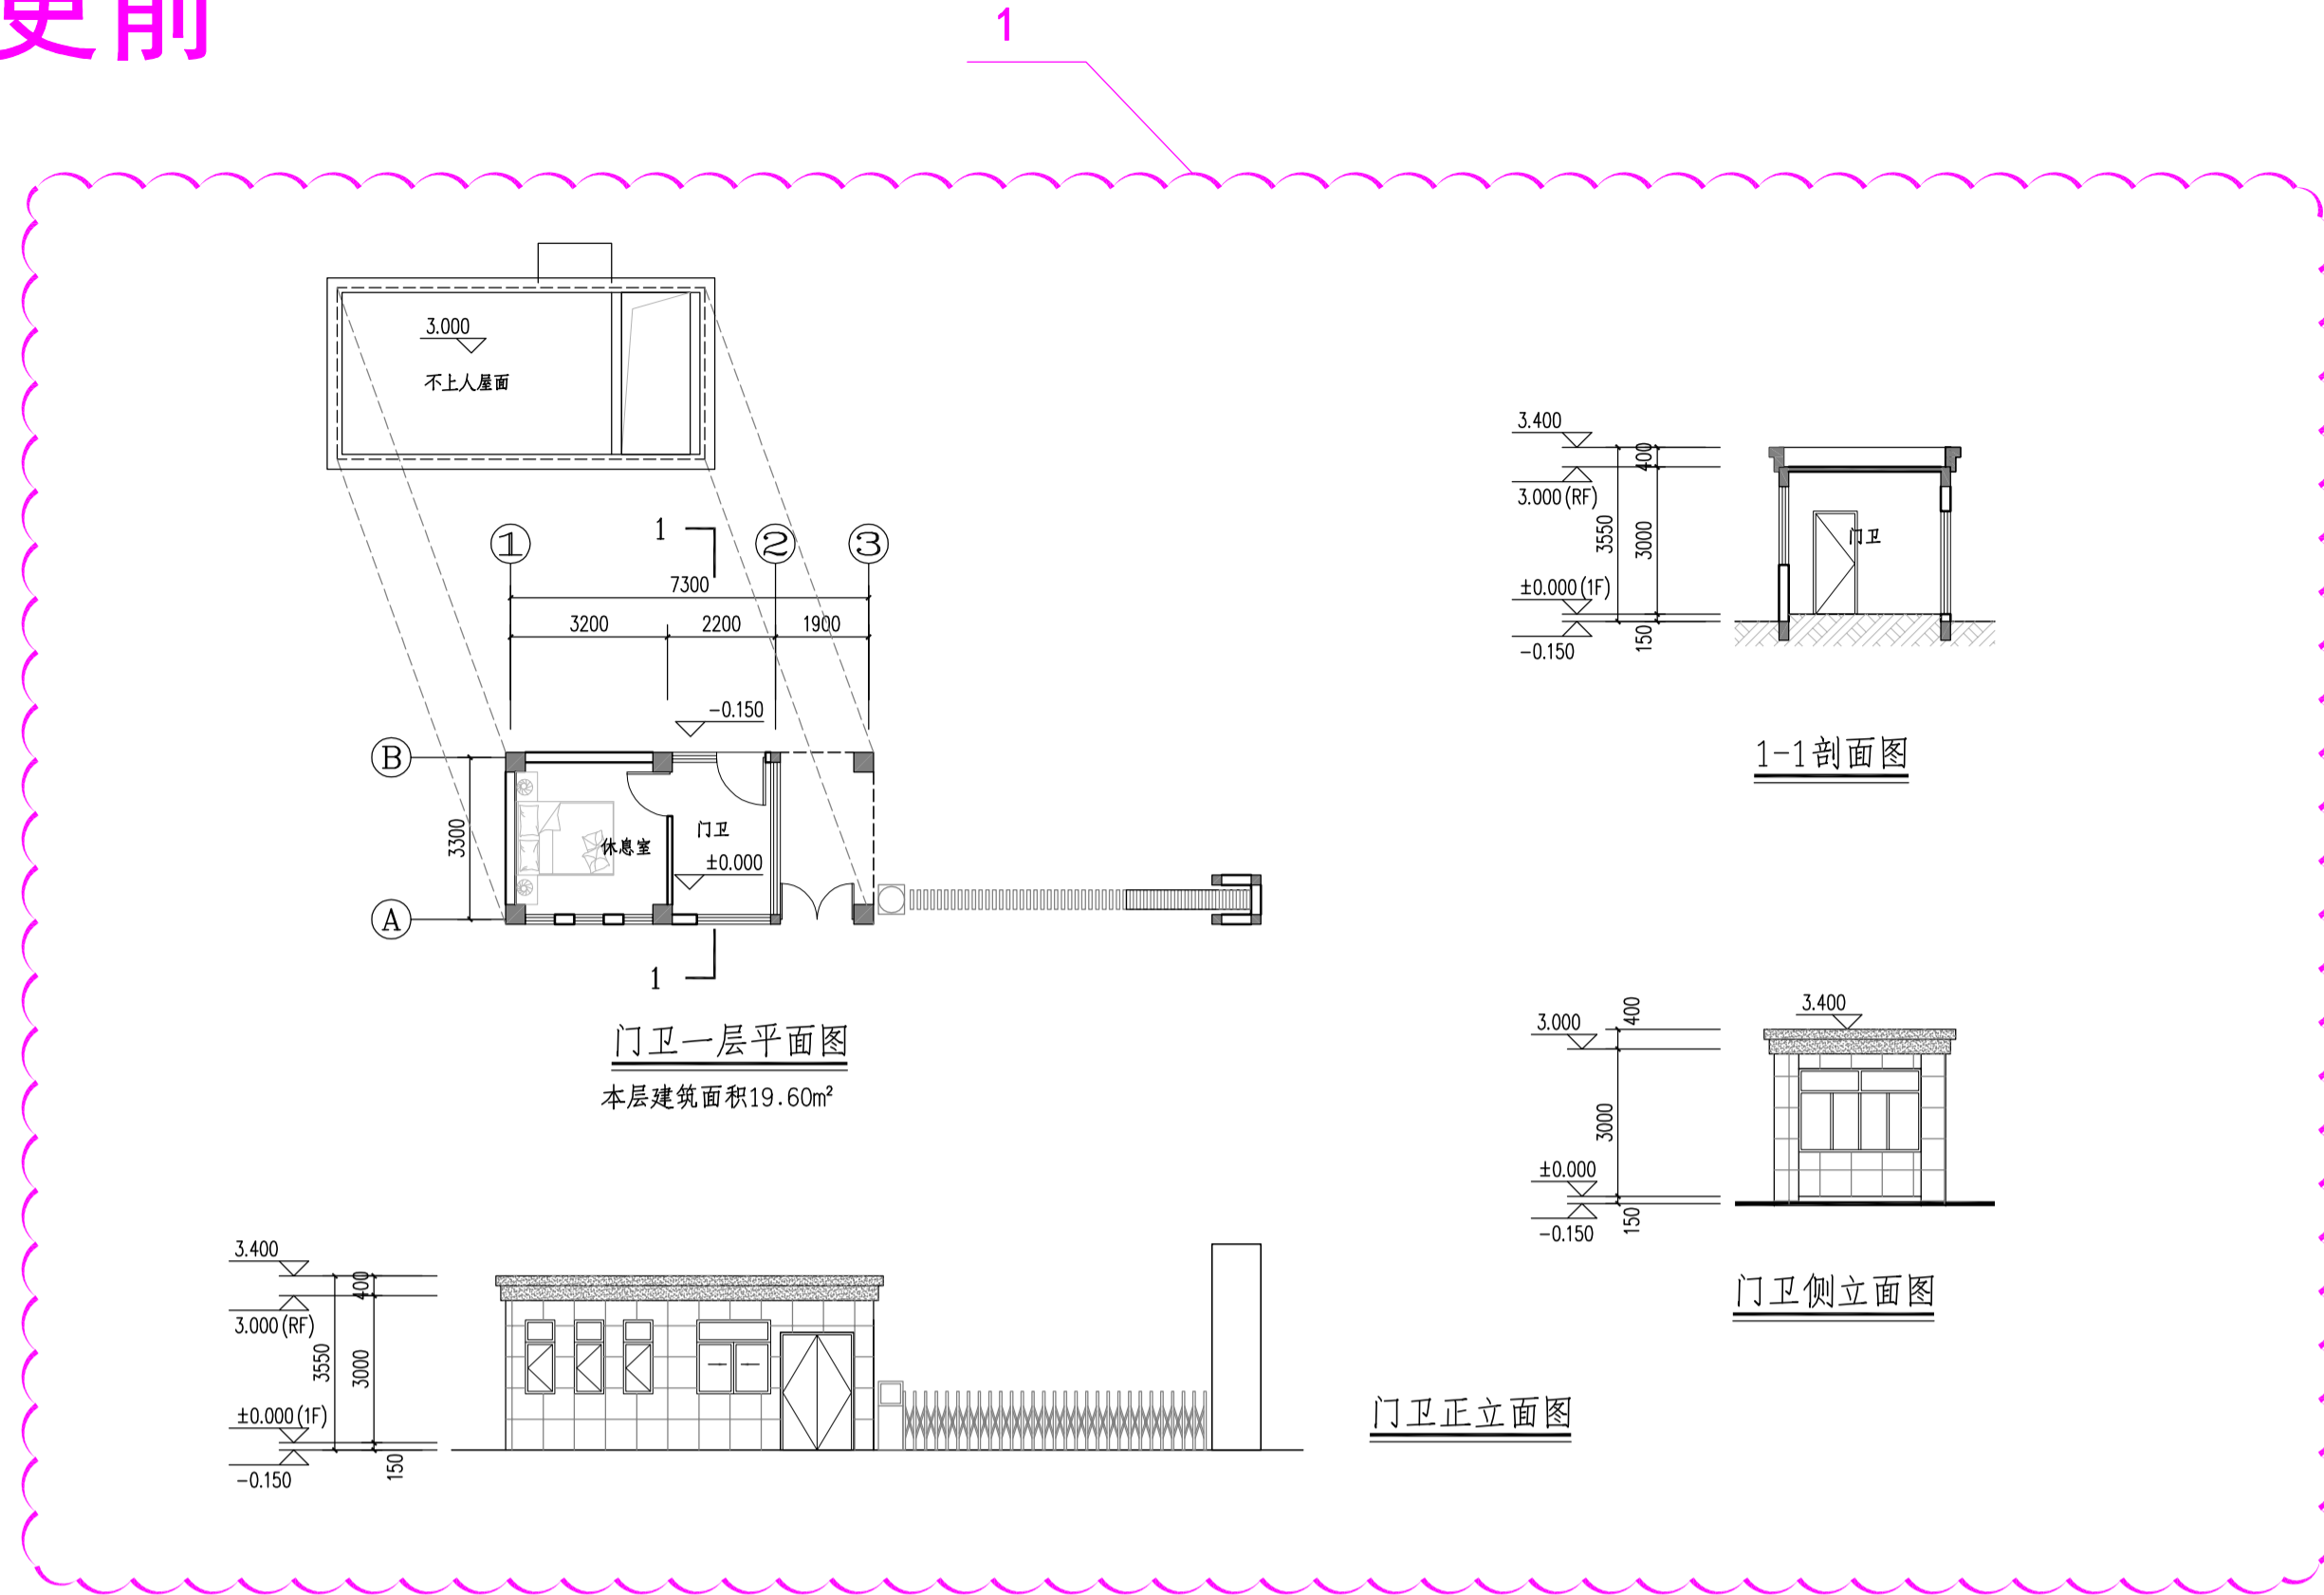 更前
1
3.000
不上人屋面
1
1
2
3
7300
3200
2200
1900
-0.150
B
3300
休息室
门卫
±0.000
A
1
门卫一层平面图
本层建筑面积19.60m²
3.400
400
3.000(RF)
3550
3000
门卫
±0.000(1F)
150
-0.150
1-1剖面图
3.400
400
3.000
3000
±0.000
150
-0.150
门卫侧立面图
3.400
400
3.000(RF)
3550
3000
±0.000(1F)
150
-0.150
门卫正立面图